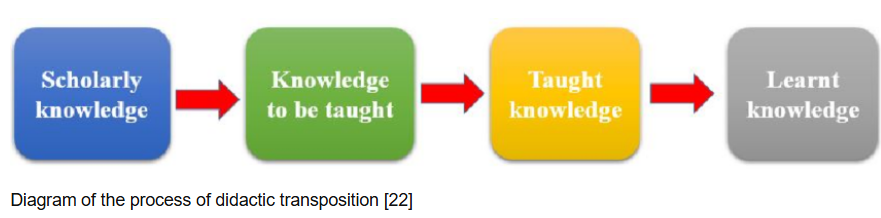 Scholarly
knowledge
Knowledge
to be taught
Taught
knowledge
Learnt
knowledge
Diagram of the process of didactic transposition [22]